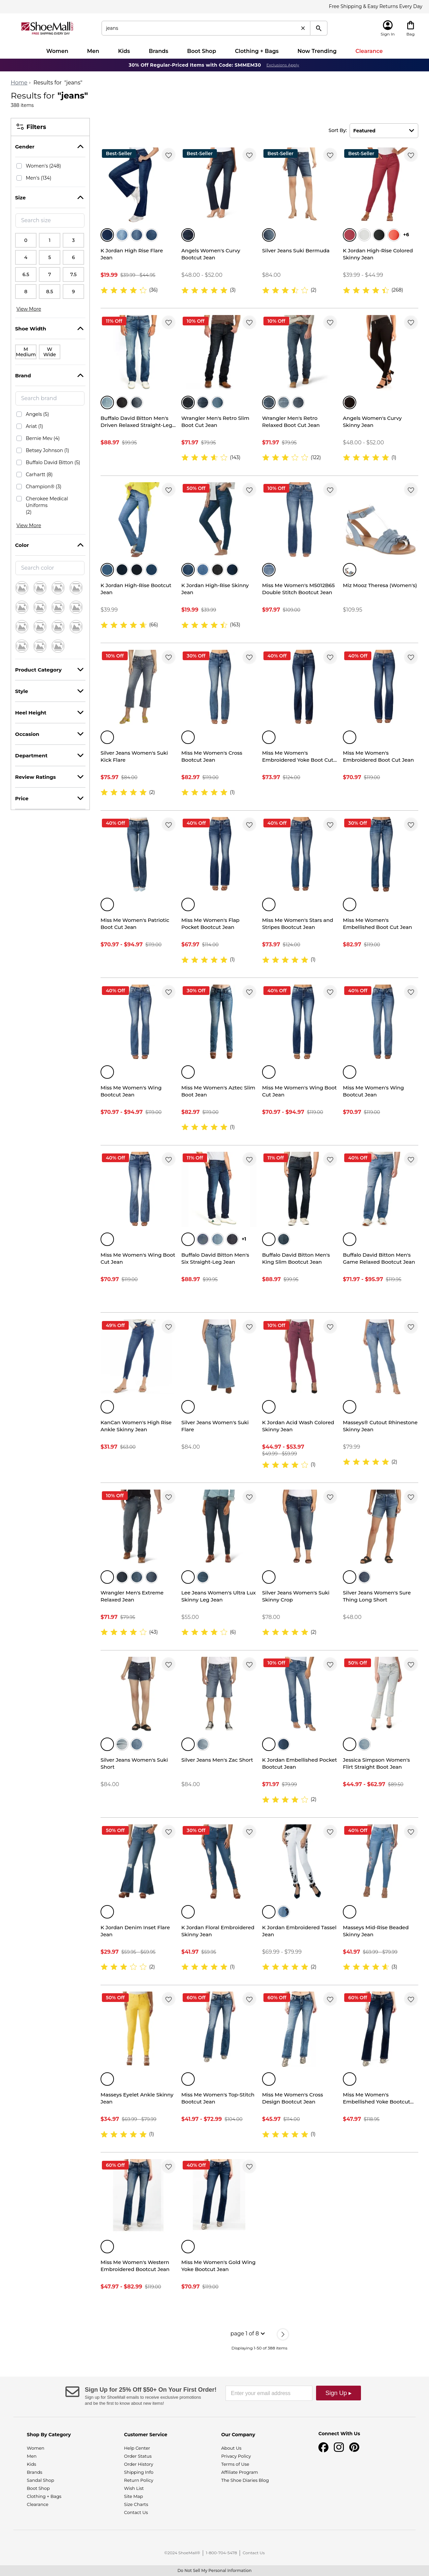 Free Shipping & Easy Returns Every Day
ShoeMall
FREE SHIPPING EVERY DAY
jeans
Sign In
Bag
Women Men Kids Brands Boot Shop Clothing + Bags Now Trending Clearance
30% Off Regular-Priced Items with Code: SMMEM30 Exclusions Apply
Home - Results for "jeans"
Results for "jeans"
388 items
Filters
Sort By: Featured
Gender
Women's (248)
Men's (134)
Size
Search size
0 1 3
4 5 6
6.5 7 7.5
8 8.5 9
View More
Shoe Width
M Medium
W Wide
Brand
Search brand
Angels (5)
Ariat (1)
Bernie Mev (4)
Betsey Johnson (1)
Buffalo David Bitton (5)
Carhartt (8)
Champion® (3)
Cherokee Medical Uniforms (2)
View More
Color
Search color
Product Category
Style
Heel Height
Occasion
Department
Review Ratings
Price
Best-Seller
K Jordan High Rise Flare Jean
$19.99 $39.99 - $44.95
(36)
Best-Seller
Angels Women's Curvy Bootcut Jean
$48.00 - $52.00
(3)
Best-Seller
Silver Jeans Suki Bermuda
$84.00
(2)
Best-Seller
+6
K Jordan High-Rise Colored Skinny Jean
$39.99 - $44.99
(268)
11% Off
Buffalo David Bitton Men's Driven Relaxed Straight-Leg...
$88.97 $99.95
10% Off
Wrangler Men's Retro Slim Boot Cut Jean
$71.97 $79.95
(143)
10% Off
Wrangler Men's Retro Relaxed Boot Cut Jean
$71.97 $79.95
(122)
Angels Women's Curvy Skinny Jean
$48.00 - $52.00
(1)
K Jordan High-Rise Bootcut Jean
$39.99
(66)
50% Off
K Jordan High-Rise Skinny Jean
$19.99 $39.99
(163)
10% Off
Miss Me Women's M5012B65 Double Stitch Bootcut Jean
$97.97 $109.00
Miz Mooz Theresa (Women's)
$109.95
10% Off
Silver Jeans Women's Suki Kick Flare
$75.97 $84.00
(2)
30% Off
Miss Me Women's Cross Bootcut Jean
$82.97 $119.00
(1)
40% Off
Miss Me Women's Embroidered Yoke Boot Cut...
$73.97 $124.00
40% Off
Miss Me Women's Embroidered Boot Cut Jean
$70.97 $119.00
40% Off
Miss Me Women's Patriotic Boot Cut Jean
$70.97 - $94.97 $119.00
40% Off
Miss Me Women's Flap Pocket Bootcut Jean
$67.97 $114.00
(1)
40% Off
Miss Me Women's Stars and Stripes Bootcut Jean
$73.97 $124.00
(1)
30% Off
Miss Me Women's Embellished Boot Cut Jean
$82.97 $119.00
40% Off
Miss Me Women's Wing Bootcut Jean
$70.97 - $94.97 $119.00
30% Off
Miss Me Women's Aztec Slim Boot Jean
$82.97 $119.00
(1)
40% Off
Miss Me Women's Wing Boot Cut Jean
$70.97 - $94.97 $119.00
40% Off
Miss Me Women's Wing Bootcut Jean
$70.97 $119.00
40% Off
Miss Me Women's Wing Boot Cut Jean
$70.97 $119.00
11% Off
+1
Buffalo David Bitton Men's Six Straight-Leg Jean
$88.97 $99.95
11% Off
Buffalo David Bitton Men's King Slim Bootcut Jean
$88.97 $99.95
40% Off
Buffalo David Bitton Men's Game Relaxed Bootcut Jean
$71.97 - $95.97 $119.95
49% Off
KanCan Women's High Rise Ankle Skinny Jean
$31.97 $63.00
Silver Jeans Women's Suki Flare
$84.00
10% Off
K Jordan Acid Wash Colored Skinny Jean
$44.97 - $53.97
$49.99 - $59.99
(1)
Masseys® Cutout Rhinestone Skinny Jean
$79.99
(2)
10% Off
Wrangler Men's Extreme Relaxed Jean
$71.97 $79.95
(43)
Lee Jeans Women's Ultra Lux Skinny Leg Jean
$55.00
(6)
Silver Jeans Women's Suki Skinny Crop
$78.00
(2)
Silver Jeans Women's Sure Thing Long Short
$48.00
Silver Jeans Women's Suki Short
$84.00
Silver Jeans Men's Zac Short
$84.00
10% Off
K Jordan Embellished Pocket Bootcut Jean
$71.97 $79.99
(2)
50% Off
Jessica Simpson Women's Flirt Straight Boot Jean
$44.97 - $62.97 $89.50
50% Off
K Jordan Denim Inset Flare Jean
$29.97 $59.95 - $69.95
(2)
30% Off
K Jordan Floral Embroidered Skinny Jean
$41.97 $59.95
(1)
K Jordan Embroidered Tassel Jean
$69.99 - $79.99
(2)
40% Off
Masseys Mid-Rise Beaded Skinny Jean
$41.97 $69.99 - $79.99
(3)
50% Off
Masseys Eyelet Ankle Skinny Jean
$34.97 $69.99 - $79.99
(1)
60% Off
Miss Me Women's Top-Stitch Bootcut Jean
$41.97 - $72.99 $104.00
60% Off
Miss Me Women's Cross Design Bootcut Jean
$45.97 $114.00
(1)
60% Off
Miss Me Women's Embellished Yoke Bootcut...
$47.97 $118.95
60% Off
Miss Me Women's Western Embroidered Bootcut Jean
$47.97 - $82.99 $119.00
40% Off
Miss Me Women's Gold Wing Yoke Bootcut Jean
$70.97 $119.00
page 1 of 8
Displaying 1-50 of 388 items
Sign Up for 25% Off $50+ On Your First Order!
Sign up for ShoeMall emails to receive exclusive promotions
and be the first to know about new items!
Enter your email address
Sign Up
Shop By Category
Women
Men
Kids
Brands
Sandal Shop
Boot Shop
Clothing + Bags
Clearance
Customer Service
Help Center
Order Status
Order History
Shipping Info
Return Policy
Wish List
Site Map
Size Charts
Contact Us
Our Company
About Us
Privacy Policy
Terms of Use
Affiliate Program
The Shoe Diaries Blog
Connect With Us
©2024 ShoeMall® | 1-800-704-5478 | Contact Us
Do Not Sell My Personal Information